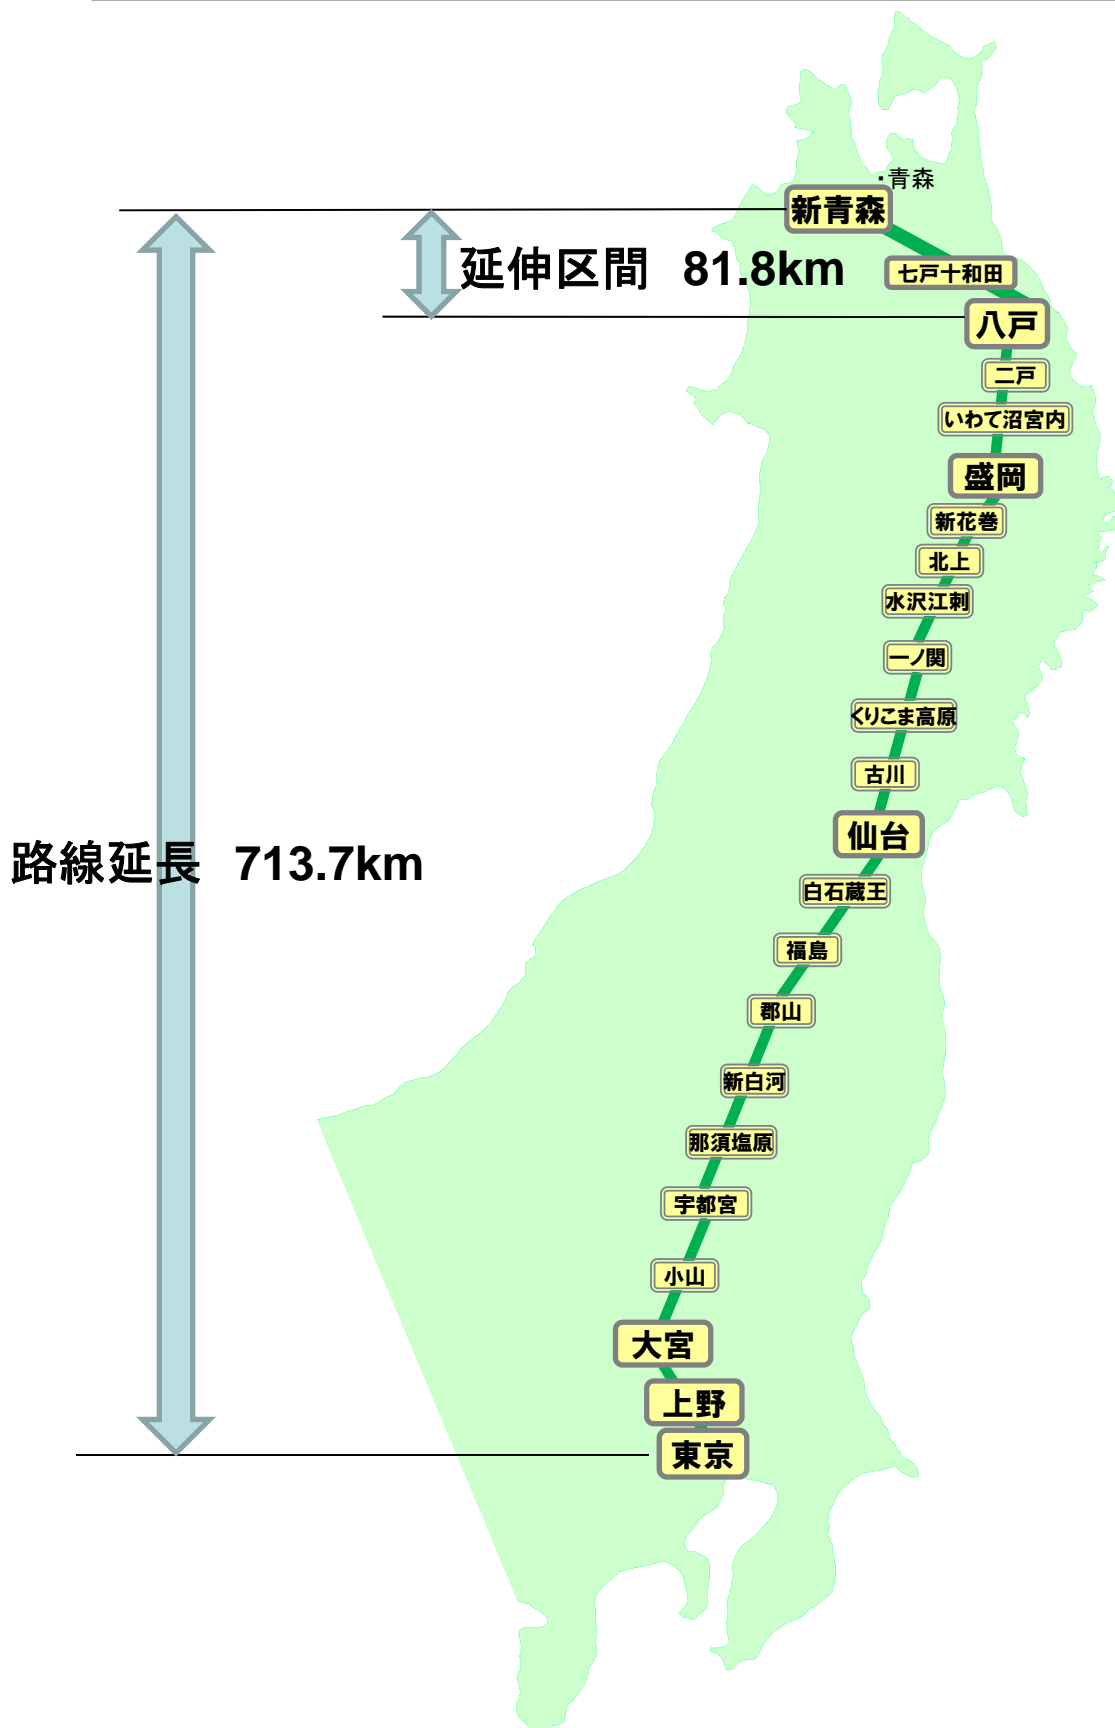 ・青森
新青森
延伸区間 81.8km
七戸十和田
八戸
二戸
いわて沼宮内
盛岡
新花巻
北上
水沢江刺
一ノ関
くりこま高原
古川
仙台
路線延長 713.7km
白石蔵王
福島
郡山
新白河
那須塩原
宇都宮
小山
大宮
上野
東京